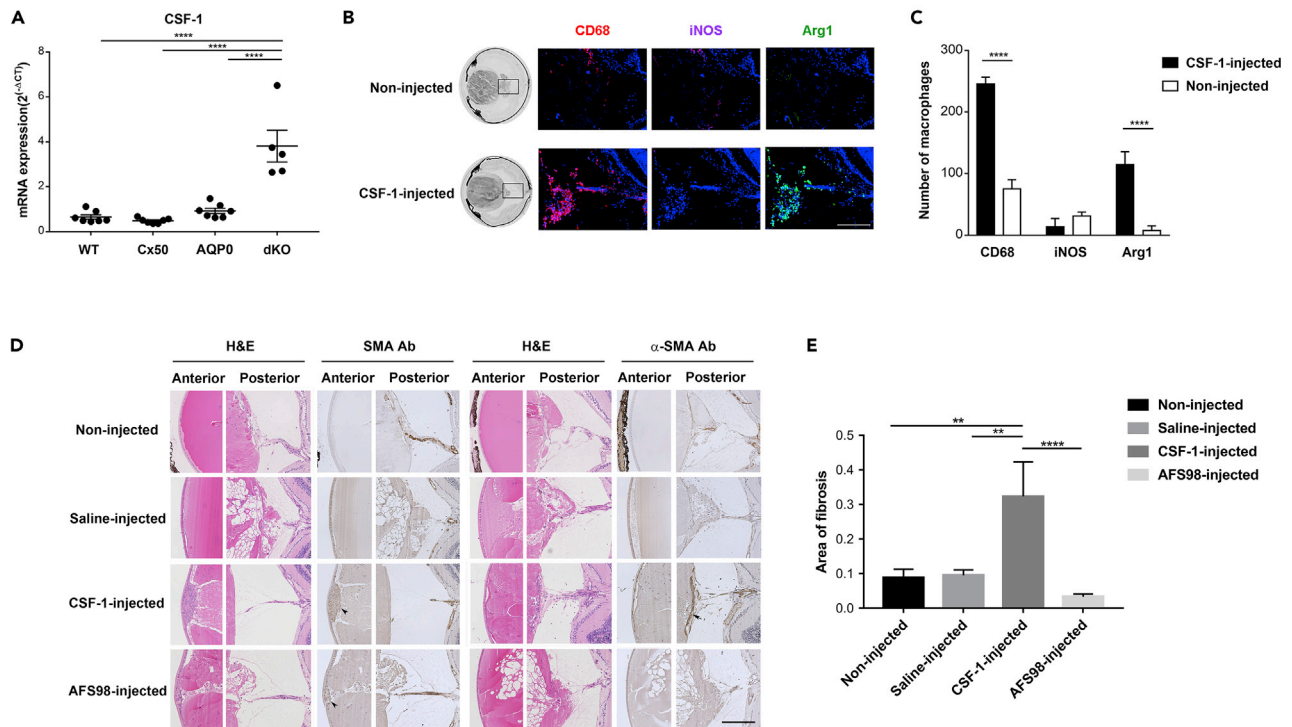 A
CSF-1
****
****
****
mRNA expression(2^(-ΔCT)
8
6
4
2
0
WT Cx50 AQP0 dKO
B
CD68 iNOS Arg1
Non-injected
CSF-1-injected
C
Number of macrophages
300
200
100
0
****
****
CD68 iNOS Arg1
CSF-1-injected
Non-injected
D
H&E SMA Ab H&E α-SMA Ab
Anterior Posterior Anterior Posterior Anterior Posterior Anterior Posterior
Non-injected
Saline-injected
CSF-1-injected
AFS98-injected
E
Non-injected
Saline-injected
CSF-1-injected
AFS98-injected
Area of fibrosis
0.5
0.4
0.3
0.2
0.1
0.0
**
**
****
Non-injected
Saline-injected
CSF-1-injected
AFS98-injected